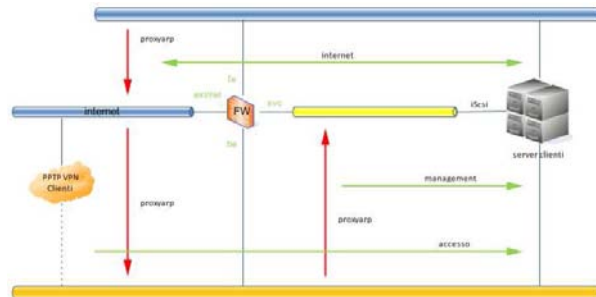 proxyarp
internet
internet
FW
iScsi
server clienti
PPTP VPN
Clienti
management
proxyarp
proxyarp
accesso